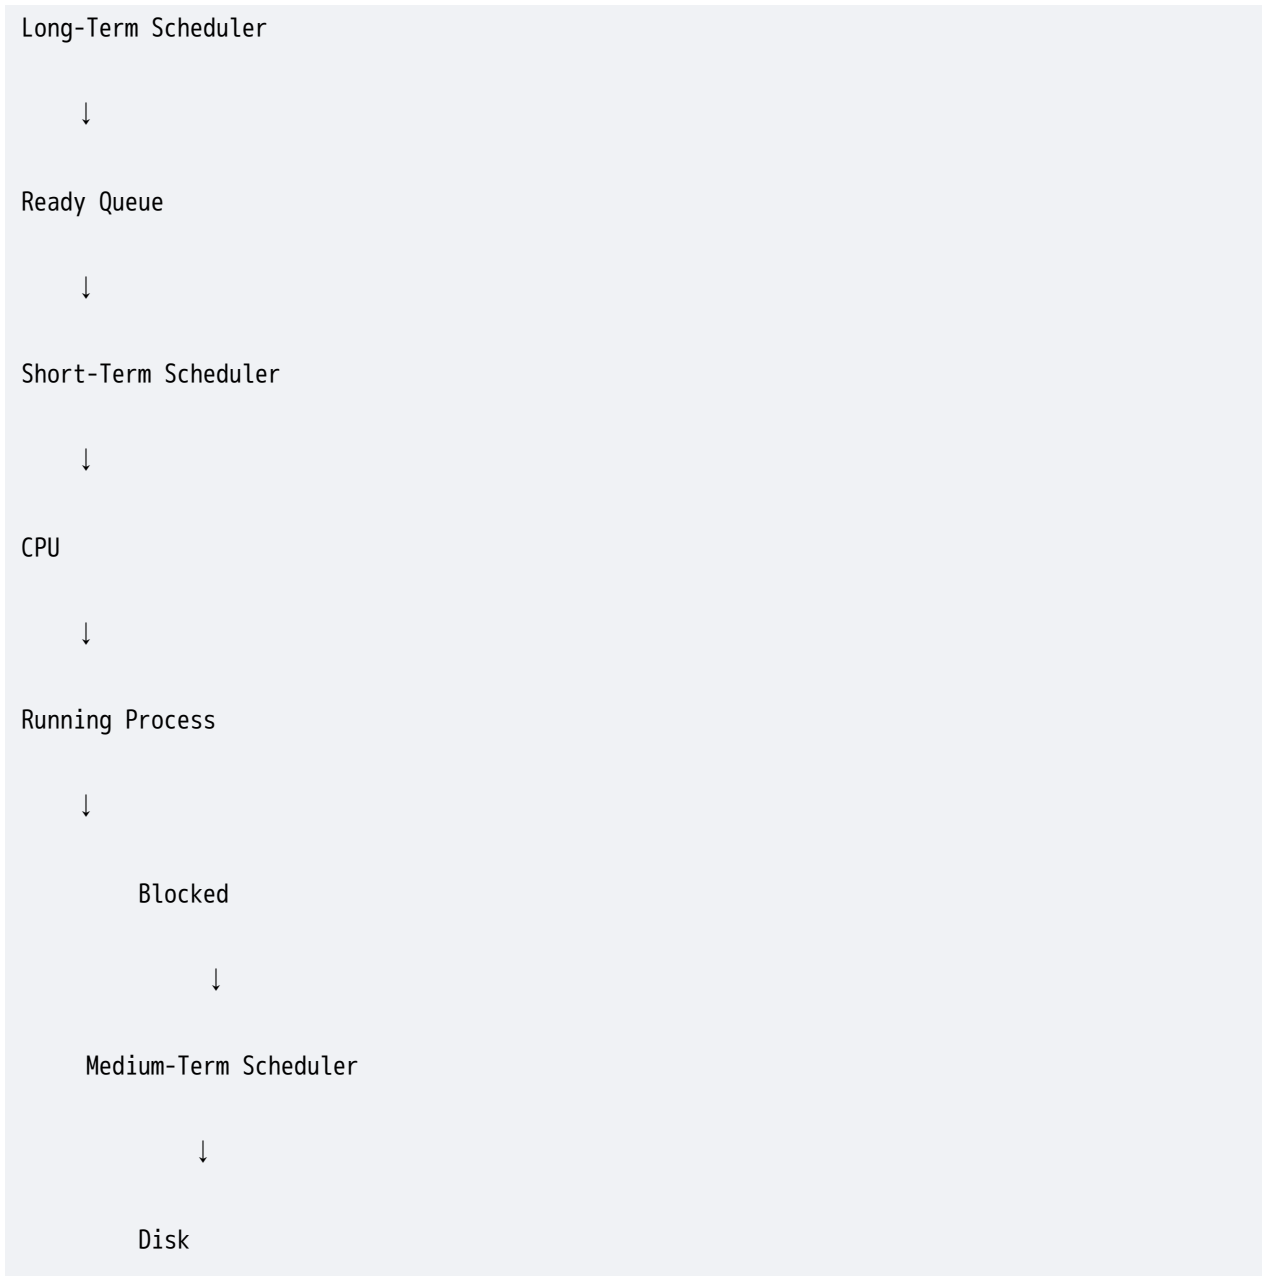 Long-Term Scheduler
↓
Ready Queue
↓
Short-Term Scheduler
↓
CPU
↓
Running Process
↓
Blocked
↓
Medium-Term Scheduler
↓
Disk